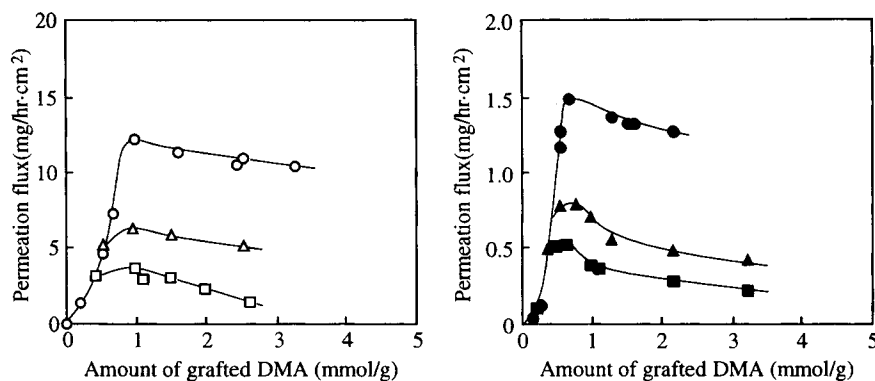 Permeation flux(mg/hr·cm²)
20
15
10
5
0
0 1 2 3 4 5
Amount of grafted DMA (mmol/g)
Permeation flux(mg/hr·cm²)
2.0
1.5
1.0
0.5
0
0 1 2 3 4 5
Amount of grafted DMA (mmol/g)